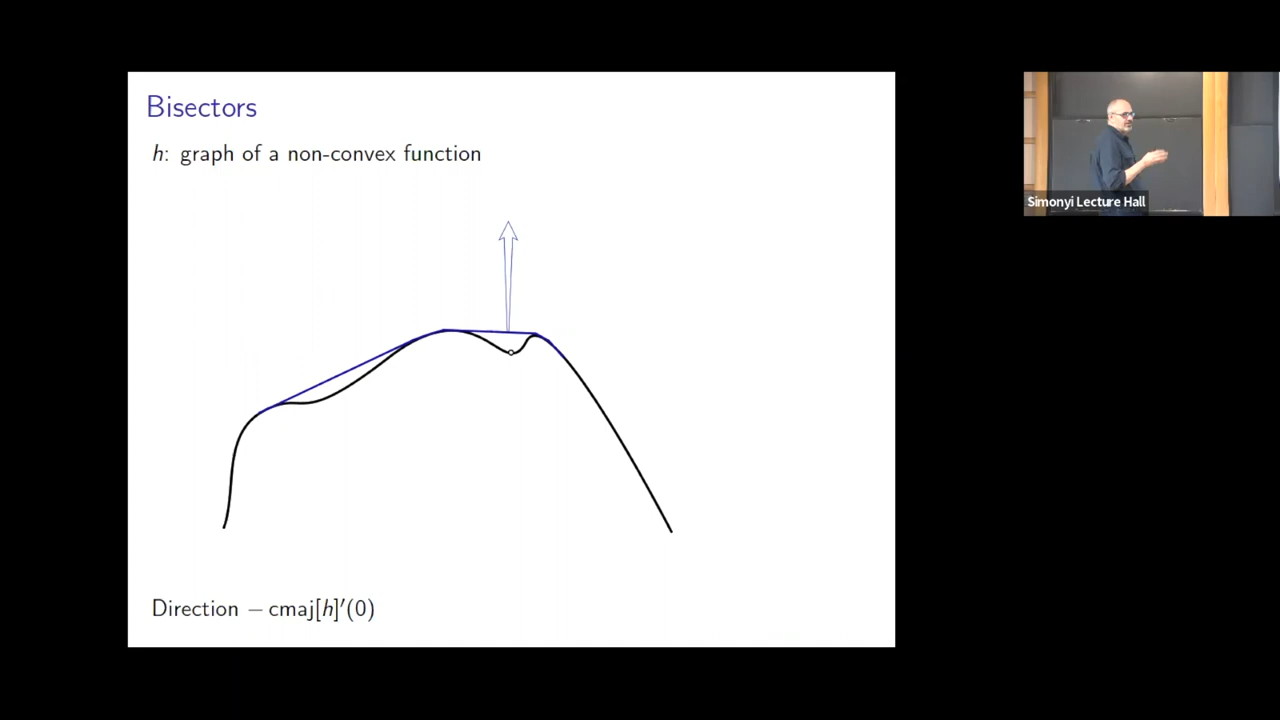 Bisectors
h: graph of a non-convex function
Simonyi Lecture Hall
Direction − cmaj[h]′(0)